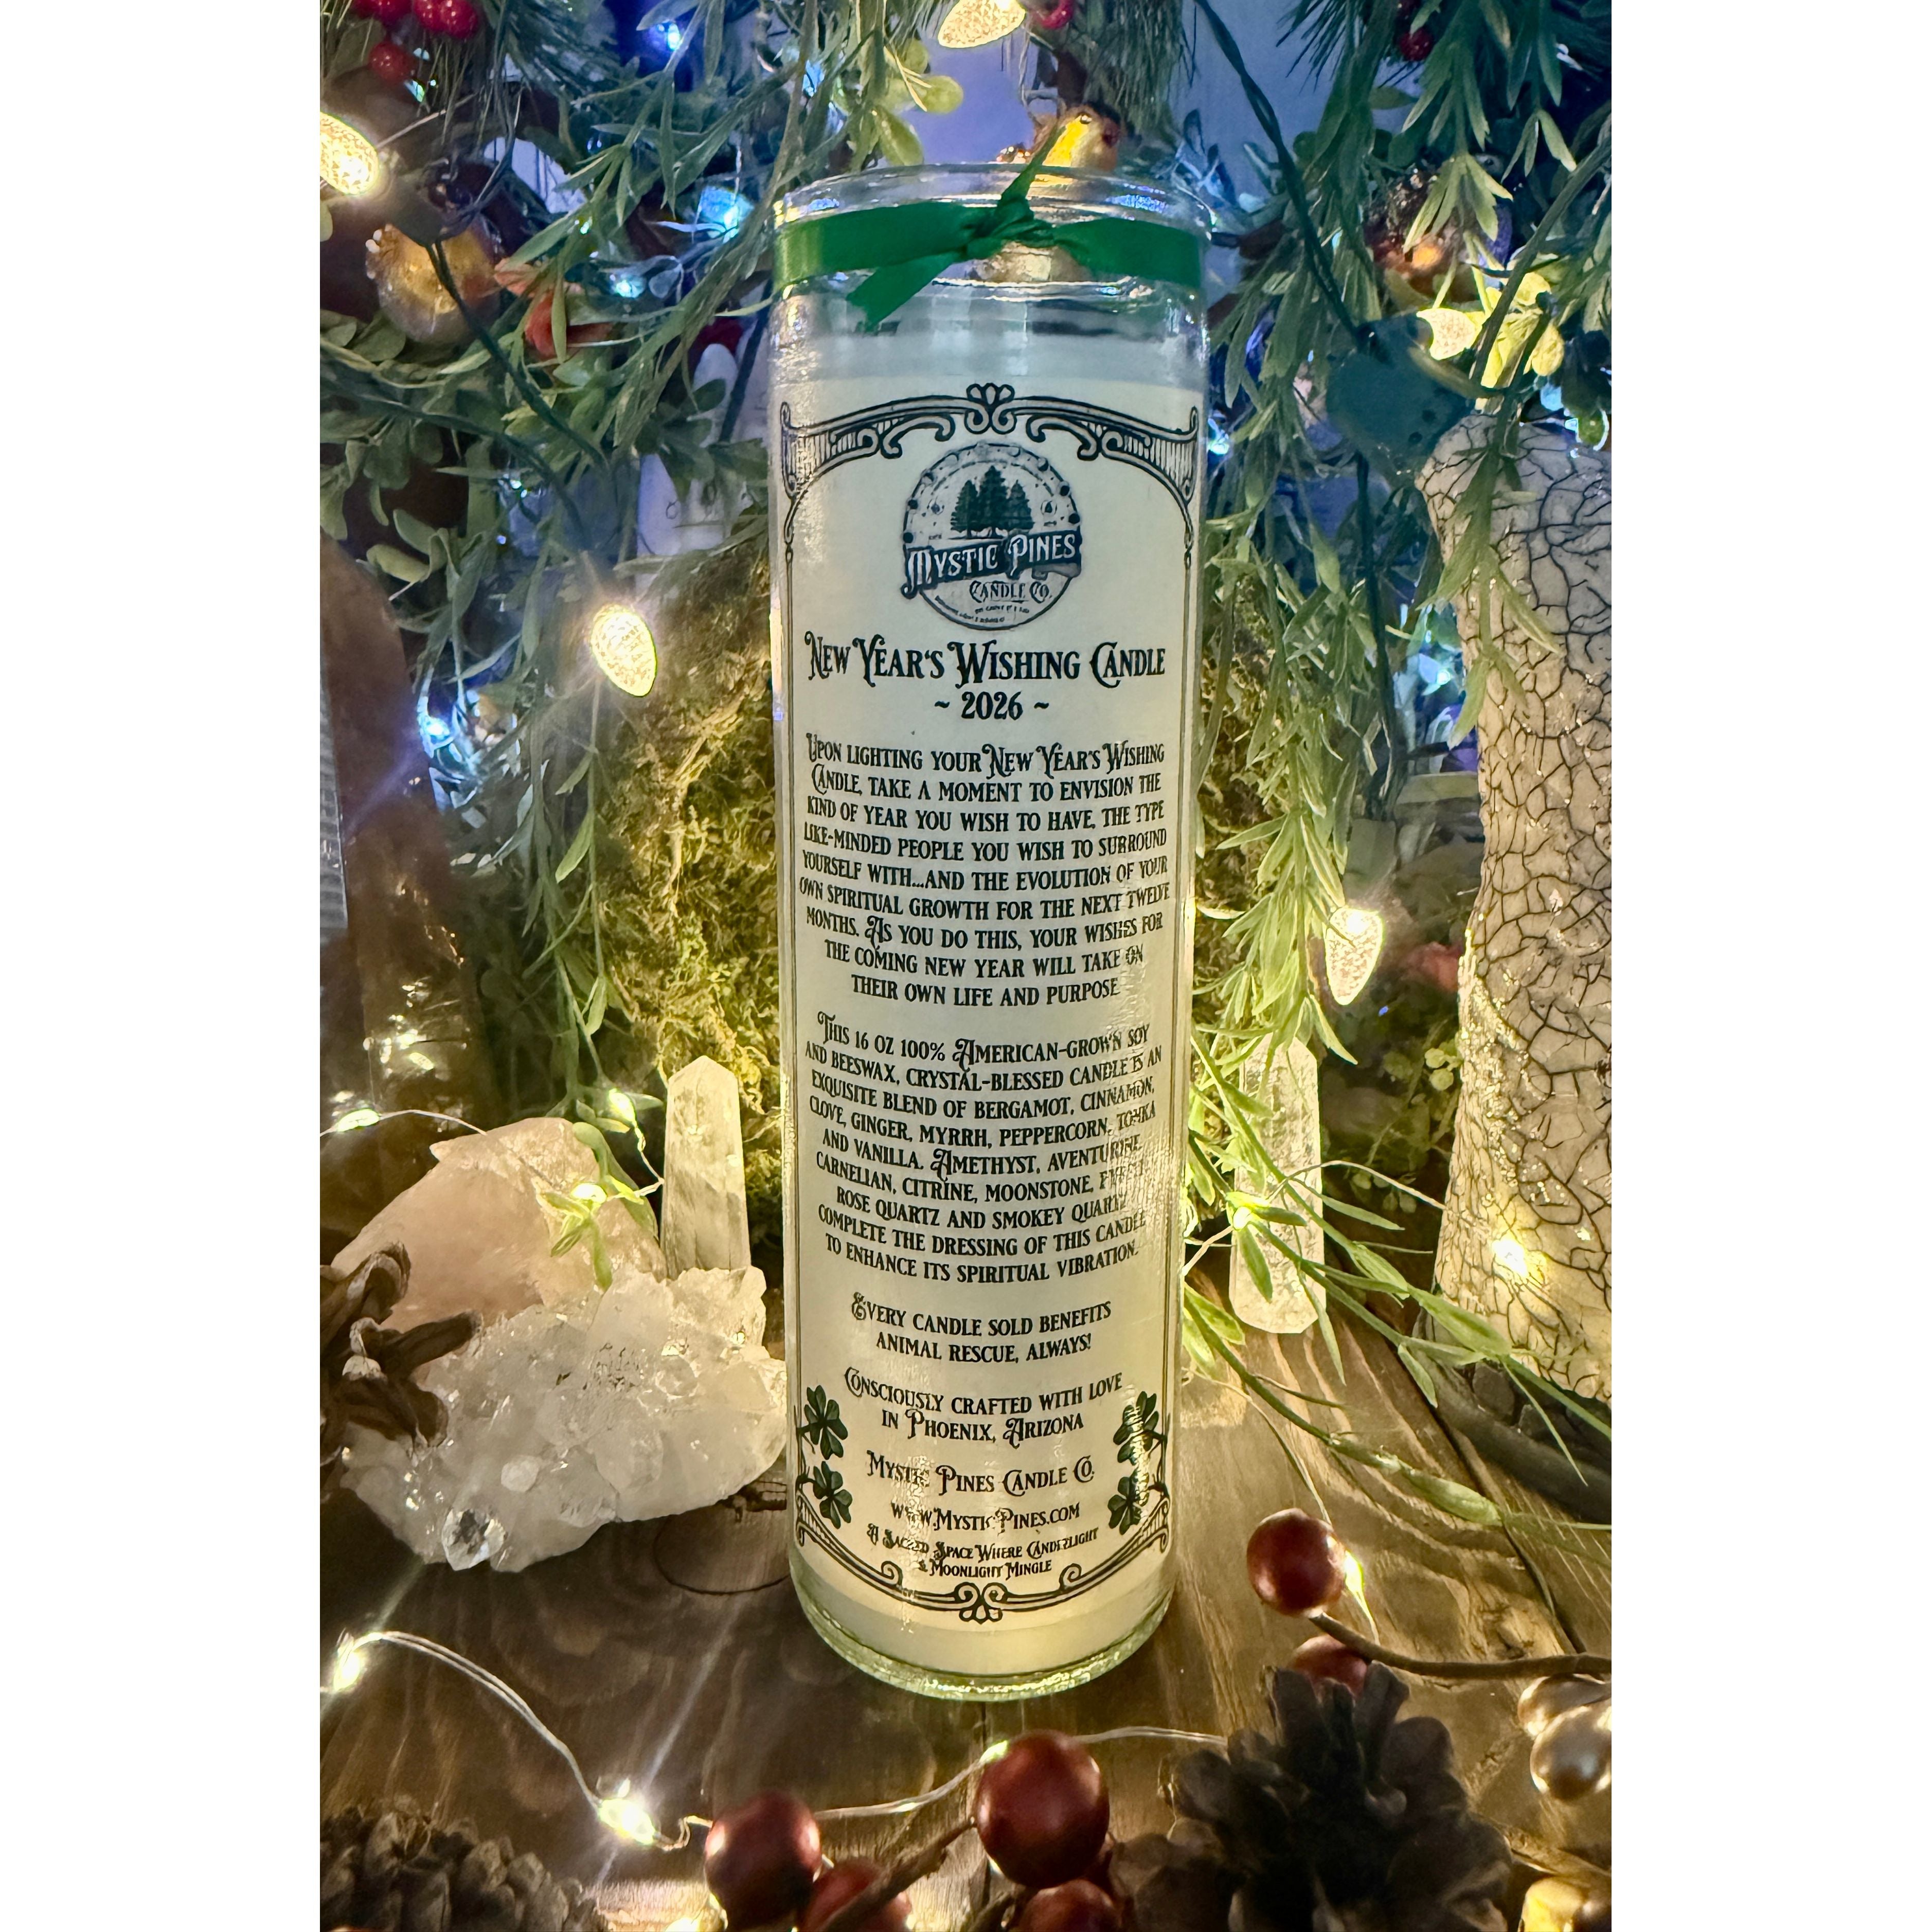 Mystic Pines
Candle Co.
New Year's Wishing Candle
~ 2026 ~
Upon lighting your New Year's Wishing
Candle, take a moment to envision the
kind of year you wish to have, the type
like-minded people you wish to surround
yourself with...and the evolution of your
own spiritual growth for the next twelve
months. As you do this, your wishes for
the coming new year will take on
their own life and purpose
This 16 oz 100% American-grown soy
and beeswax, crystal-blessed candle is an
exquisite blend of bergamot, cinnamon,
clove, ginger, myrrh, peppercorn, tonka
and vanilla. Amethyst, aventurine,
carnelian, citrine, moonstone,
rose quartz and smokey quartz
complete the dressing of this candle
to enhance its spiritual vibration.
Every candle sold benefits
animal rescue, always!
Consciously crafted with love
in Phoenix, Arizona
Mystic Pines Candle Co.
www.MysticPines.com
A Sacred Space Where Candlelight
& Moonlight Mingle